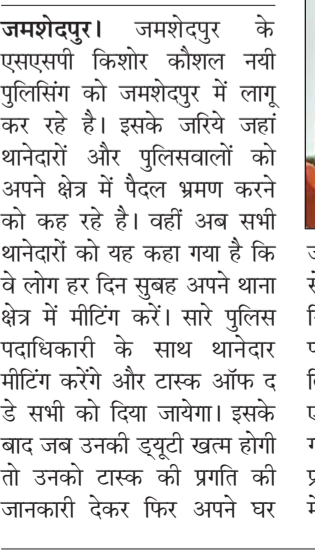 जमशेदपुर। जमशेदपुर के
एसएसपी किशोर कौशल नयी
पुलिसिंग को जमशेदपुर में लागू
कर रहे है। इसके जरिये जहां
थानेदारों और पुलिसवालों को
अपने क्षेत्र में पैदल भ्रमण करने
को कह रहे है। वहीं अब सभी
थानेदारों को यह कहा गया है कि
वे लोग हर दिन सुबह अपने थाना
क्षेत्र में मीटिंग करें। सारे पुलिस
पदाधिकारी के साथ थानेदार
मीटिंग करेंगे और टास्क ऑफ द
डे सभी को दिया जायेगा। इसके
बाद जब उनकी ड्यूटी खत्म होगी
तो उनको टास्क की प्रगति की
जानकारी देकर फिर अपने घर